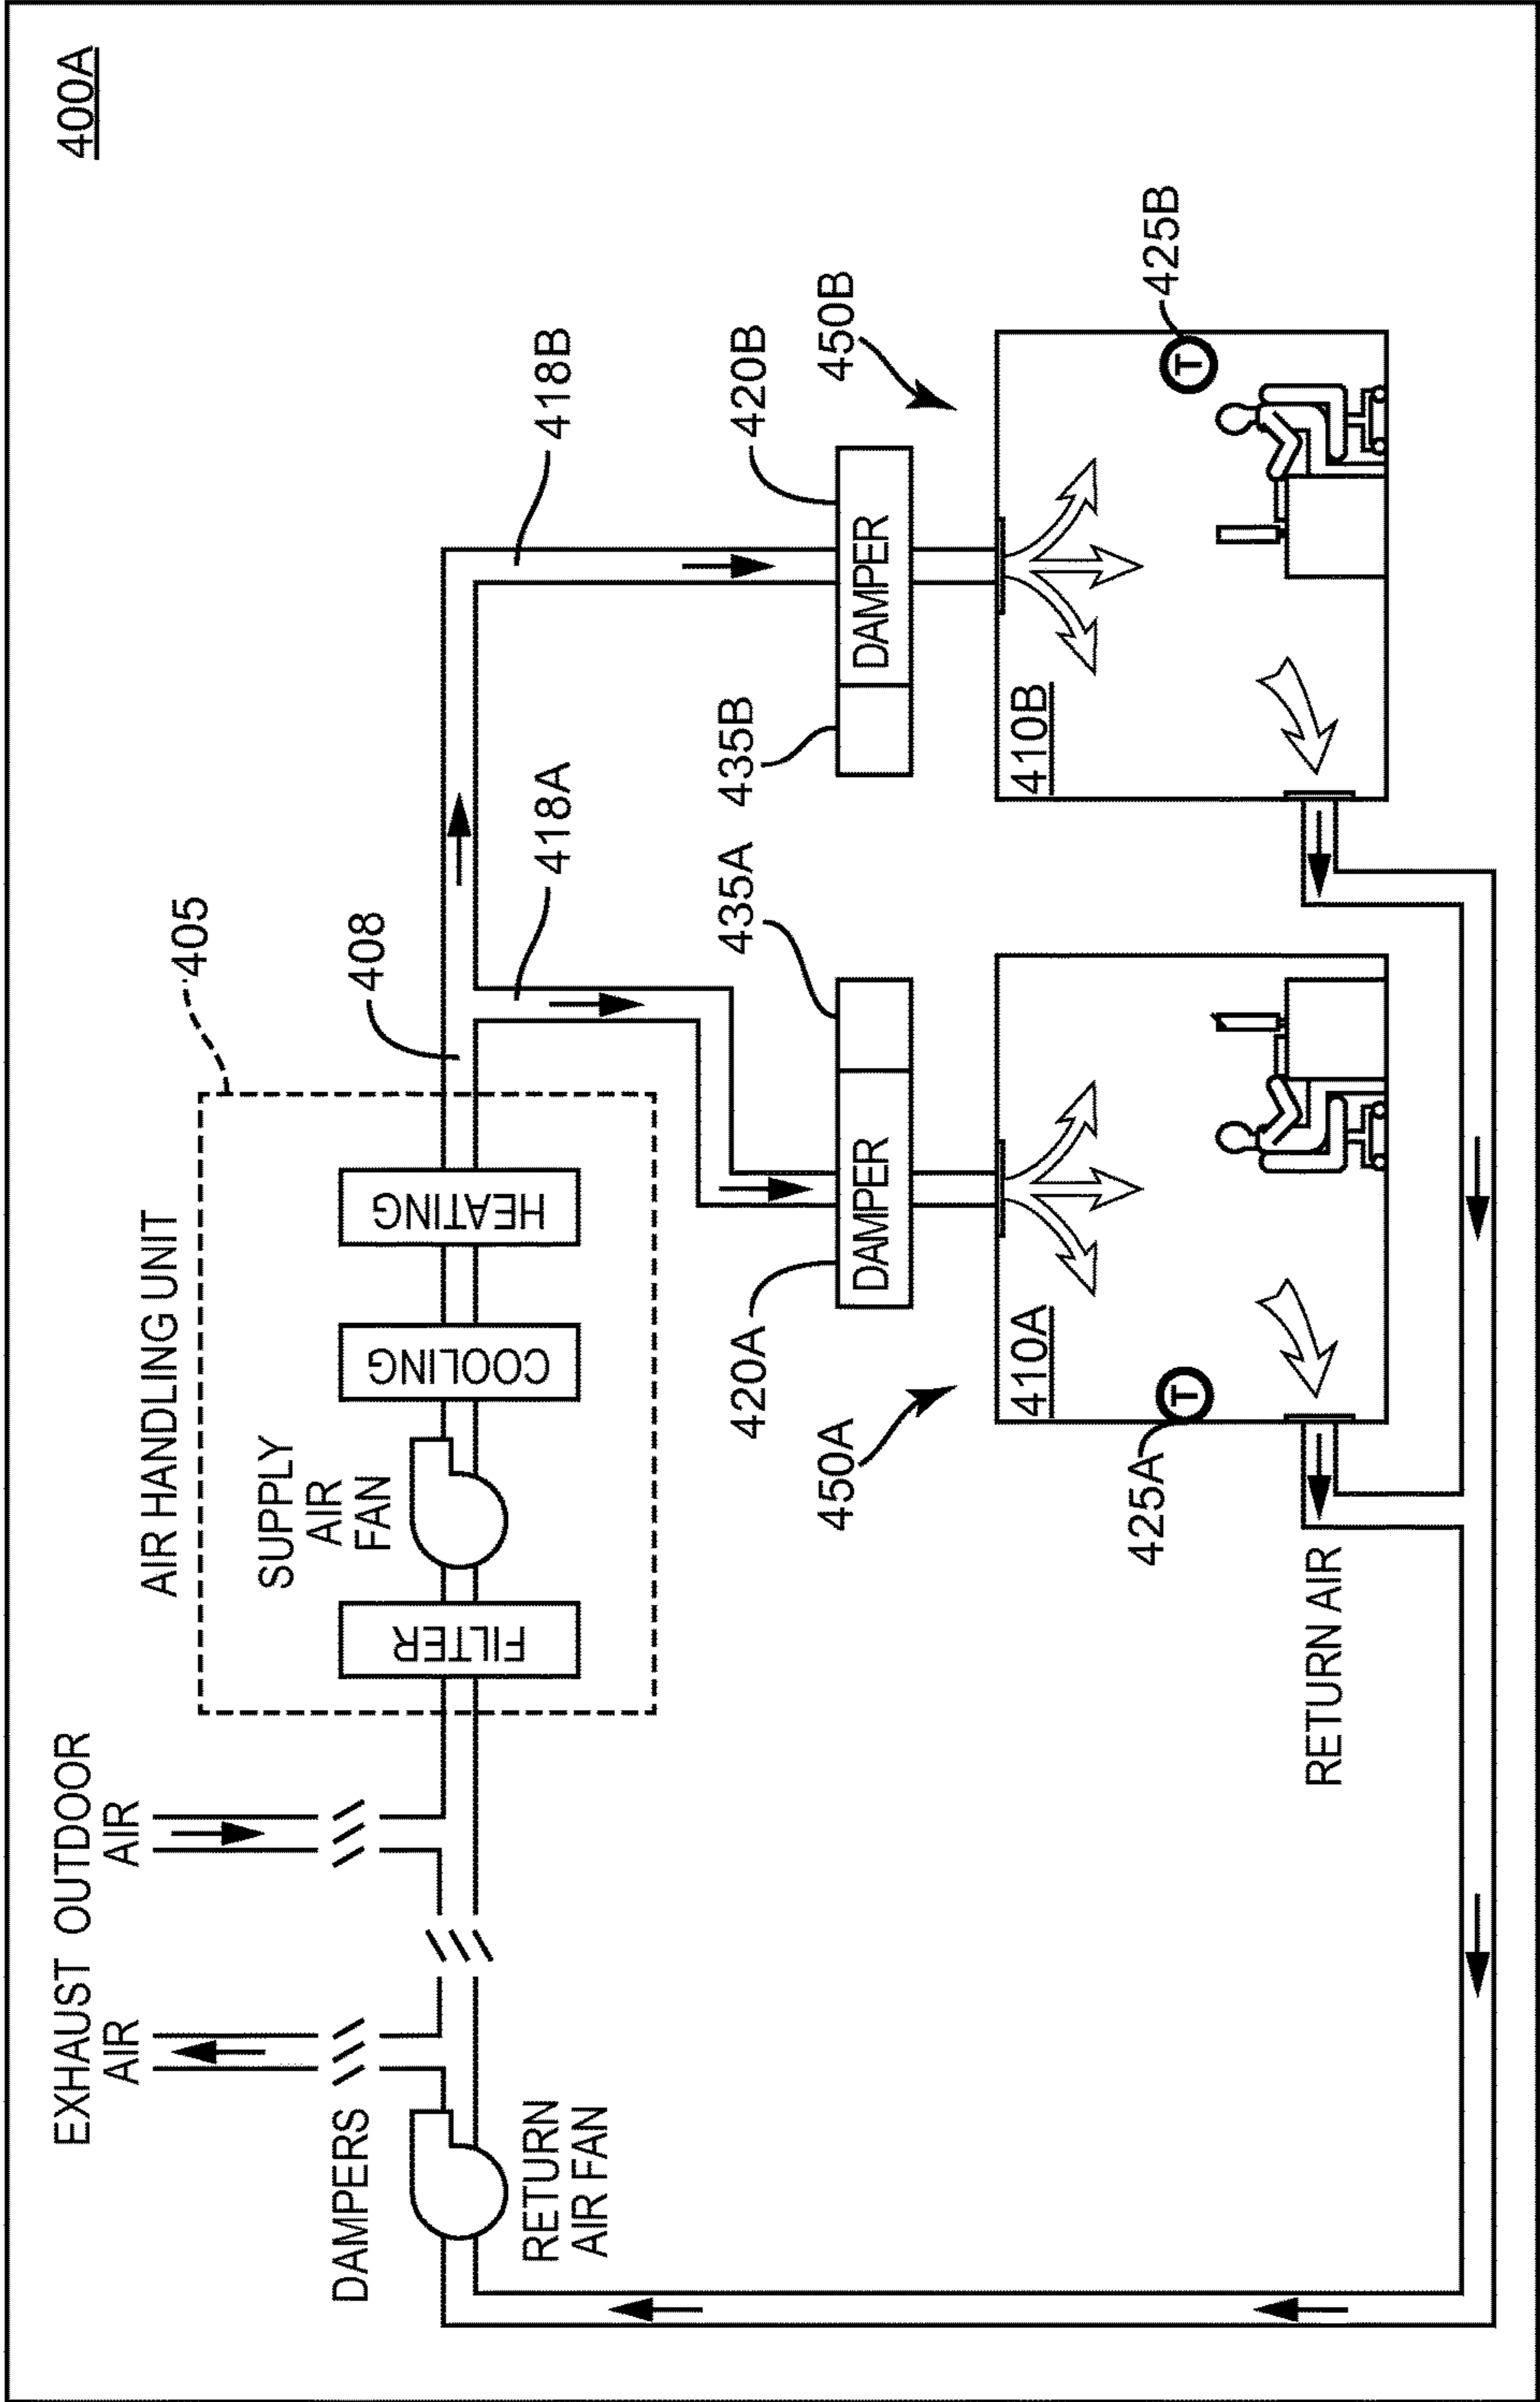 400A
EXHAUST
AIR
OUTDOOR
AIR
AIR HANDLING UNIT
405
DAMPERS
SUPPLY
AIR
FAN
FILTER
COOLING
HEATING
408
418A
418B
RETURN
AIR FAN
420A
435A
435B
420B
DAMPER
DAMPER
450A
450B
410A
410B
425A
T
T
425B
RETURN AIR